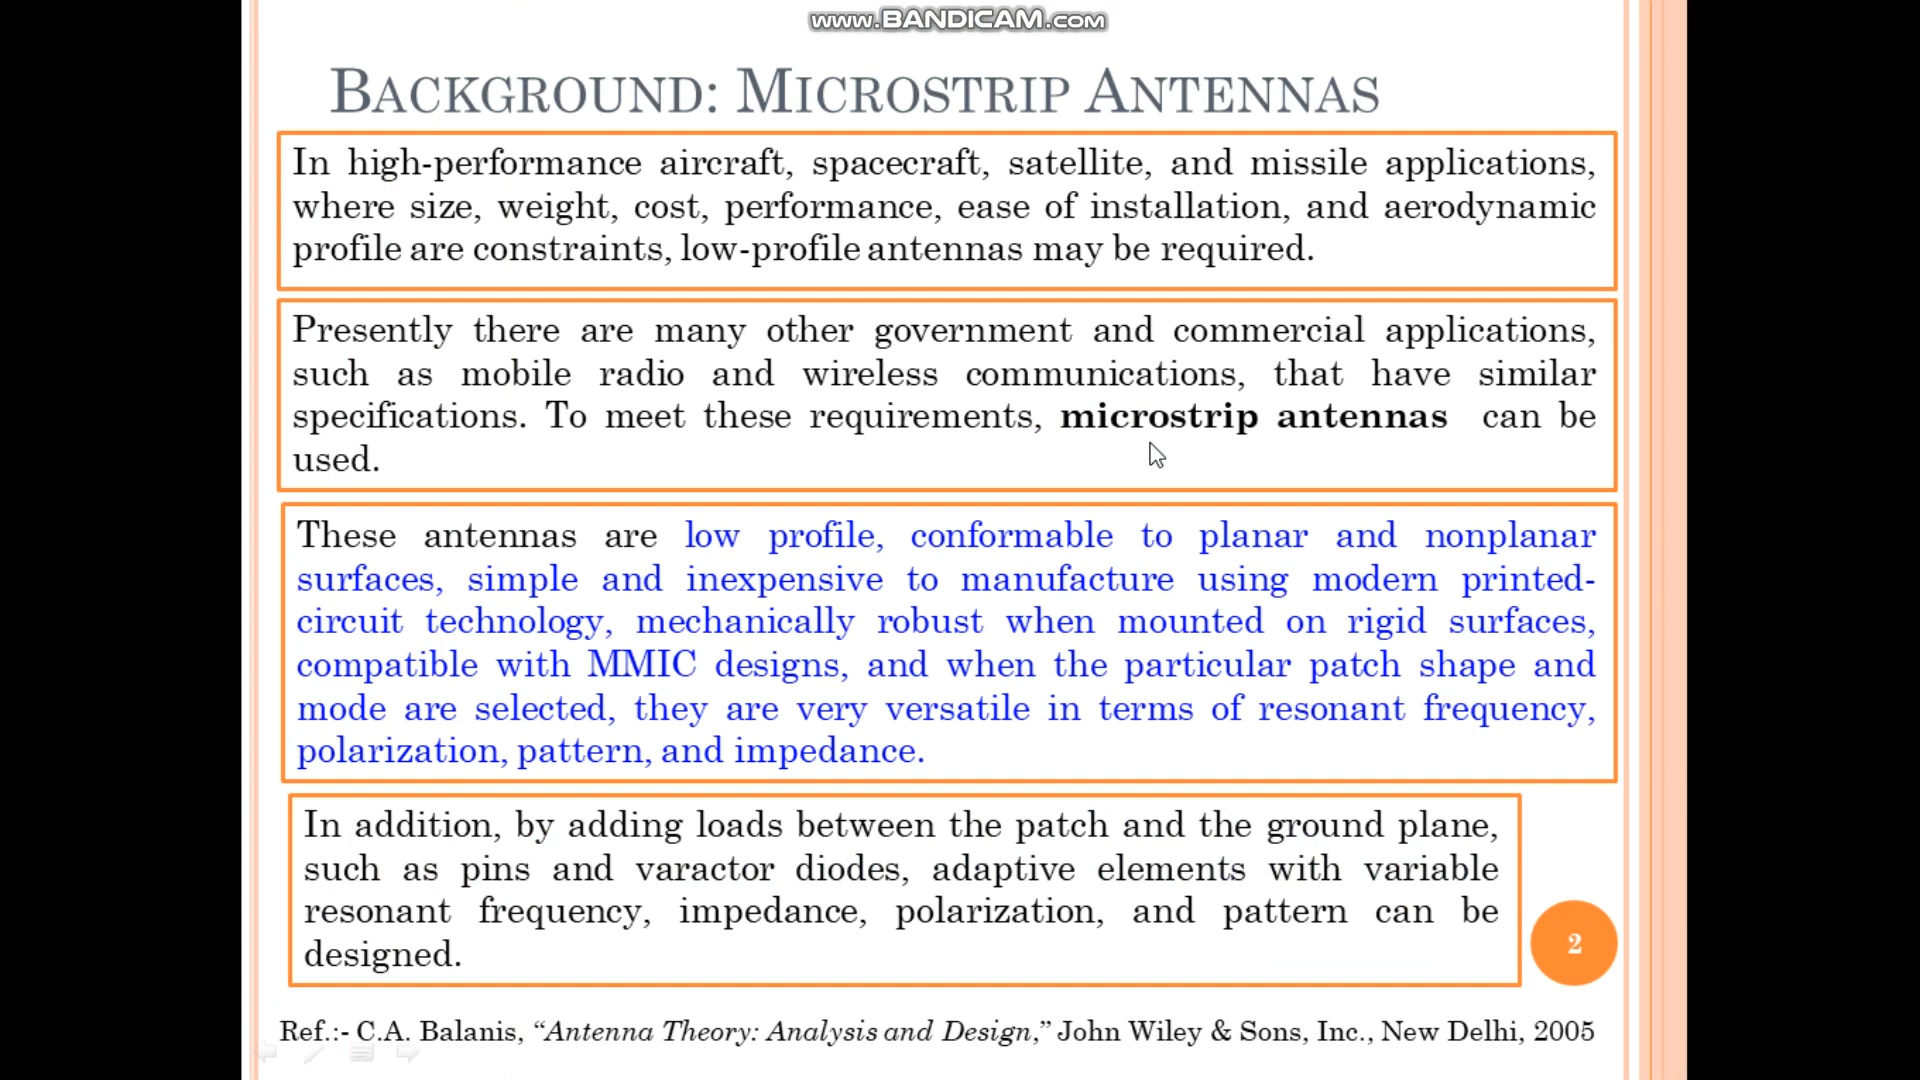 www.BANDICAM.com
BACKGROUND: MICROSTRIP ANTENNAS
In high-performance aircraft, spacecraft, satellite, and missile applications,
where size, weight, cost, performance, ease of installation, and aerodynamic
profile are constraints, low-profile antennas may be required.
Presently there are many other government and commercial applications,
such as mobile radio and wireless communications, that have similar
specifications. To meet these requirements, microstrip antennas can be
used.
These antennas are low profile, conformable to planar and nonplanar
surfaces, simple and inexpensive to manufacture using modern printed-
circuit technology, mechanically robust when mounted on rigid surfaces,
compatible with MMIC designs, and when the particular patch shape and
mode are selected, they are very versatile in terms of resonant frequency,
polarization, pattern, and impedance.
In addition, by adding loads between the patch and the ground plane,
such as pins and varactor diodes, adaptive elements with variable
resonant frequency, impedance, polarization, and pattern can be
designed.
2
Ref.:- C.A. Balanis, “Antenna Theory: Analysis and Design,” John Wiley & Sons, Inc., New Delhi, 2005